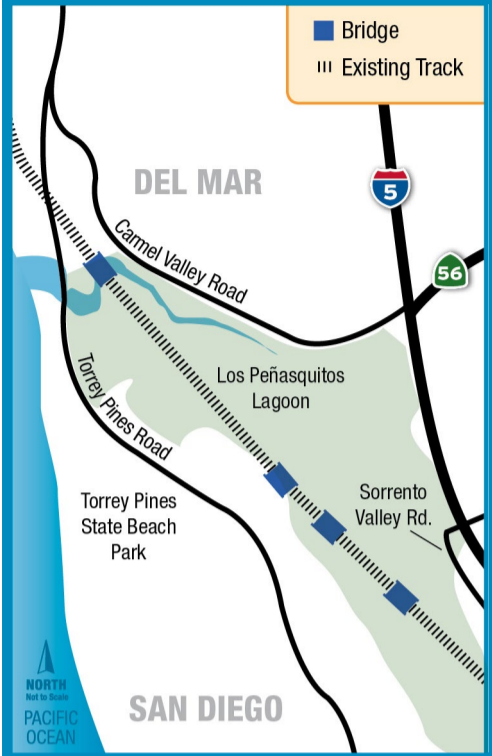 Bridge
Existing Track
5
DEL MAR
Carmel Valley Road
56
Los Peñasquitos
Lagoon
Torrey Pines Road
Sorrento
Valley Rd.
Torrey Pines
State Beach
Park
NORTH
Not to Scale
PACIFIC
OCEAN
SAN DIEGO